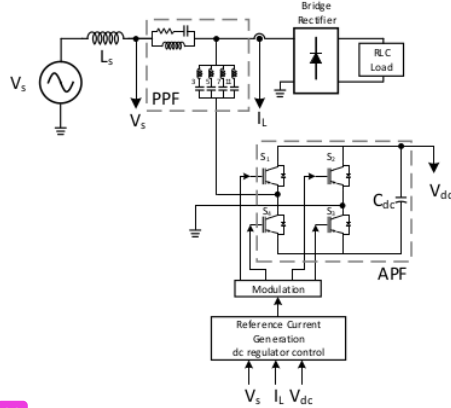 Bridge
Rectifier
Ls
RLC
Load
Vs
3 5 7 11
PPF
Vs
IL
S1
S2
Cdc
Vdc
S4
S3
APF
Modulation
Reference Current
Generation
dc regulator control
Vs IL Vdc